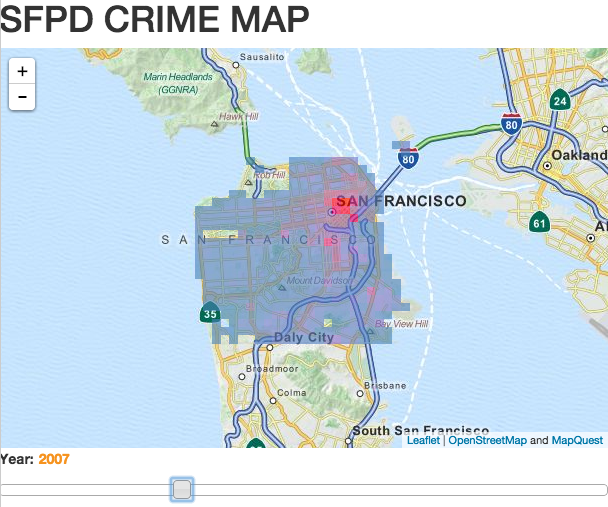 SFPD CRIME MAP
+
-
Sausalito
Marin Headlands
(GGNRA)
Hawk Hill
24
80
80
Oakland
Rob Hill
SAN FRANCISCO
61
SAN FRANCISCO
Mount Davidson
35
Bay View Hill
Daly City
Broadmoor
Colma
Brisbane
South San Francisco
Leaflet | OpenStreetMap and MapQuest
Year: 2007